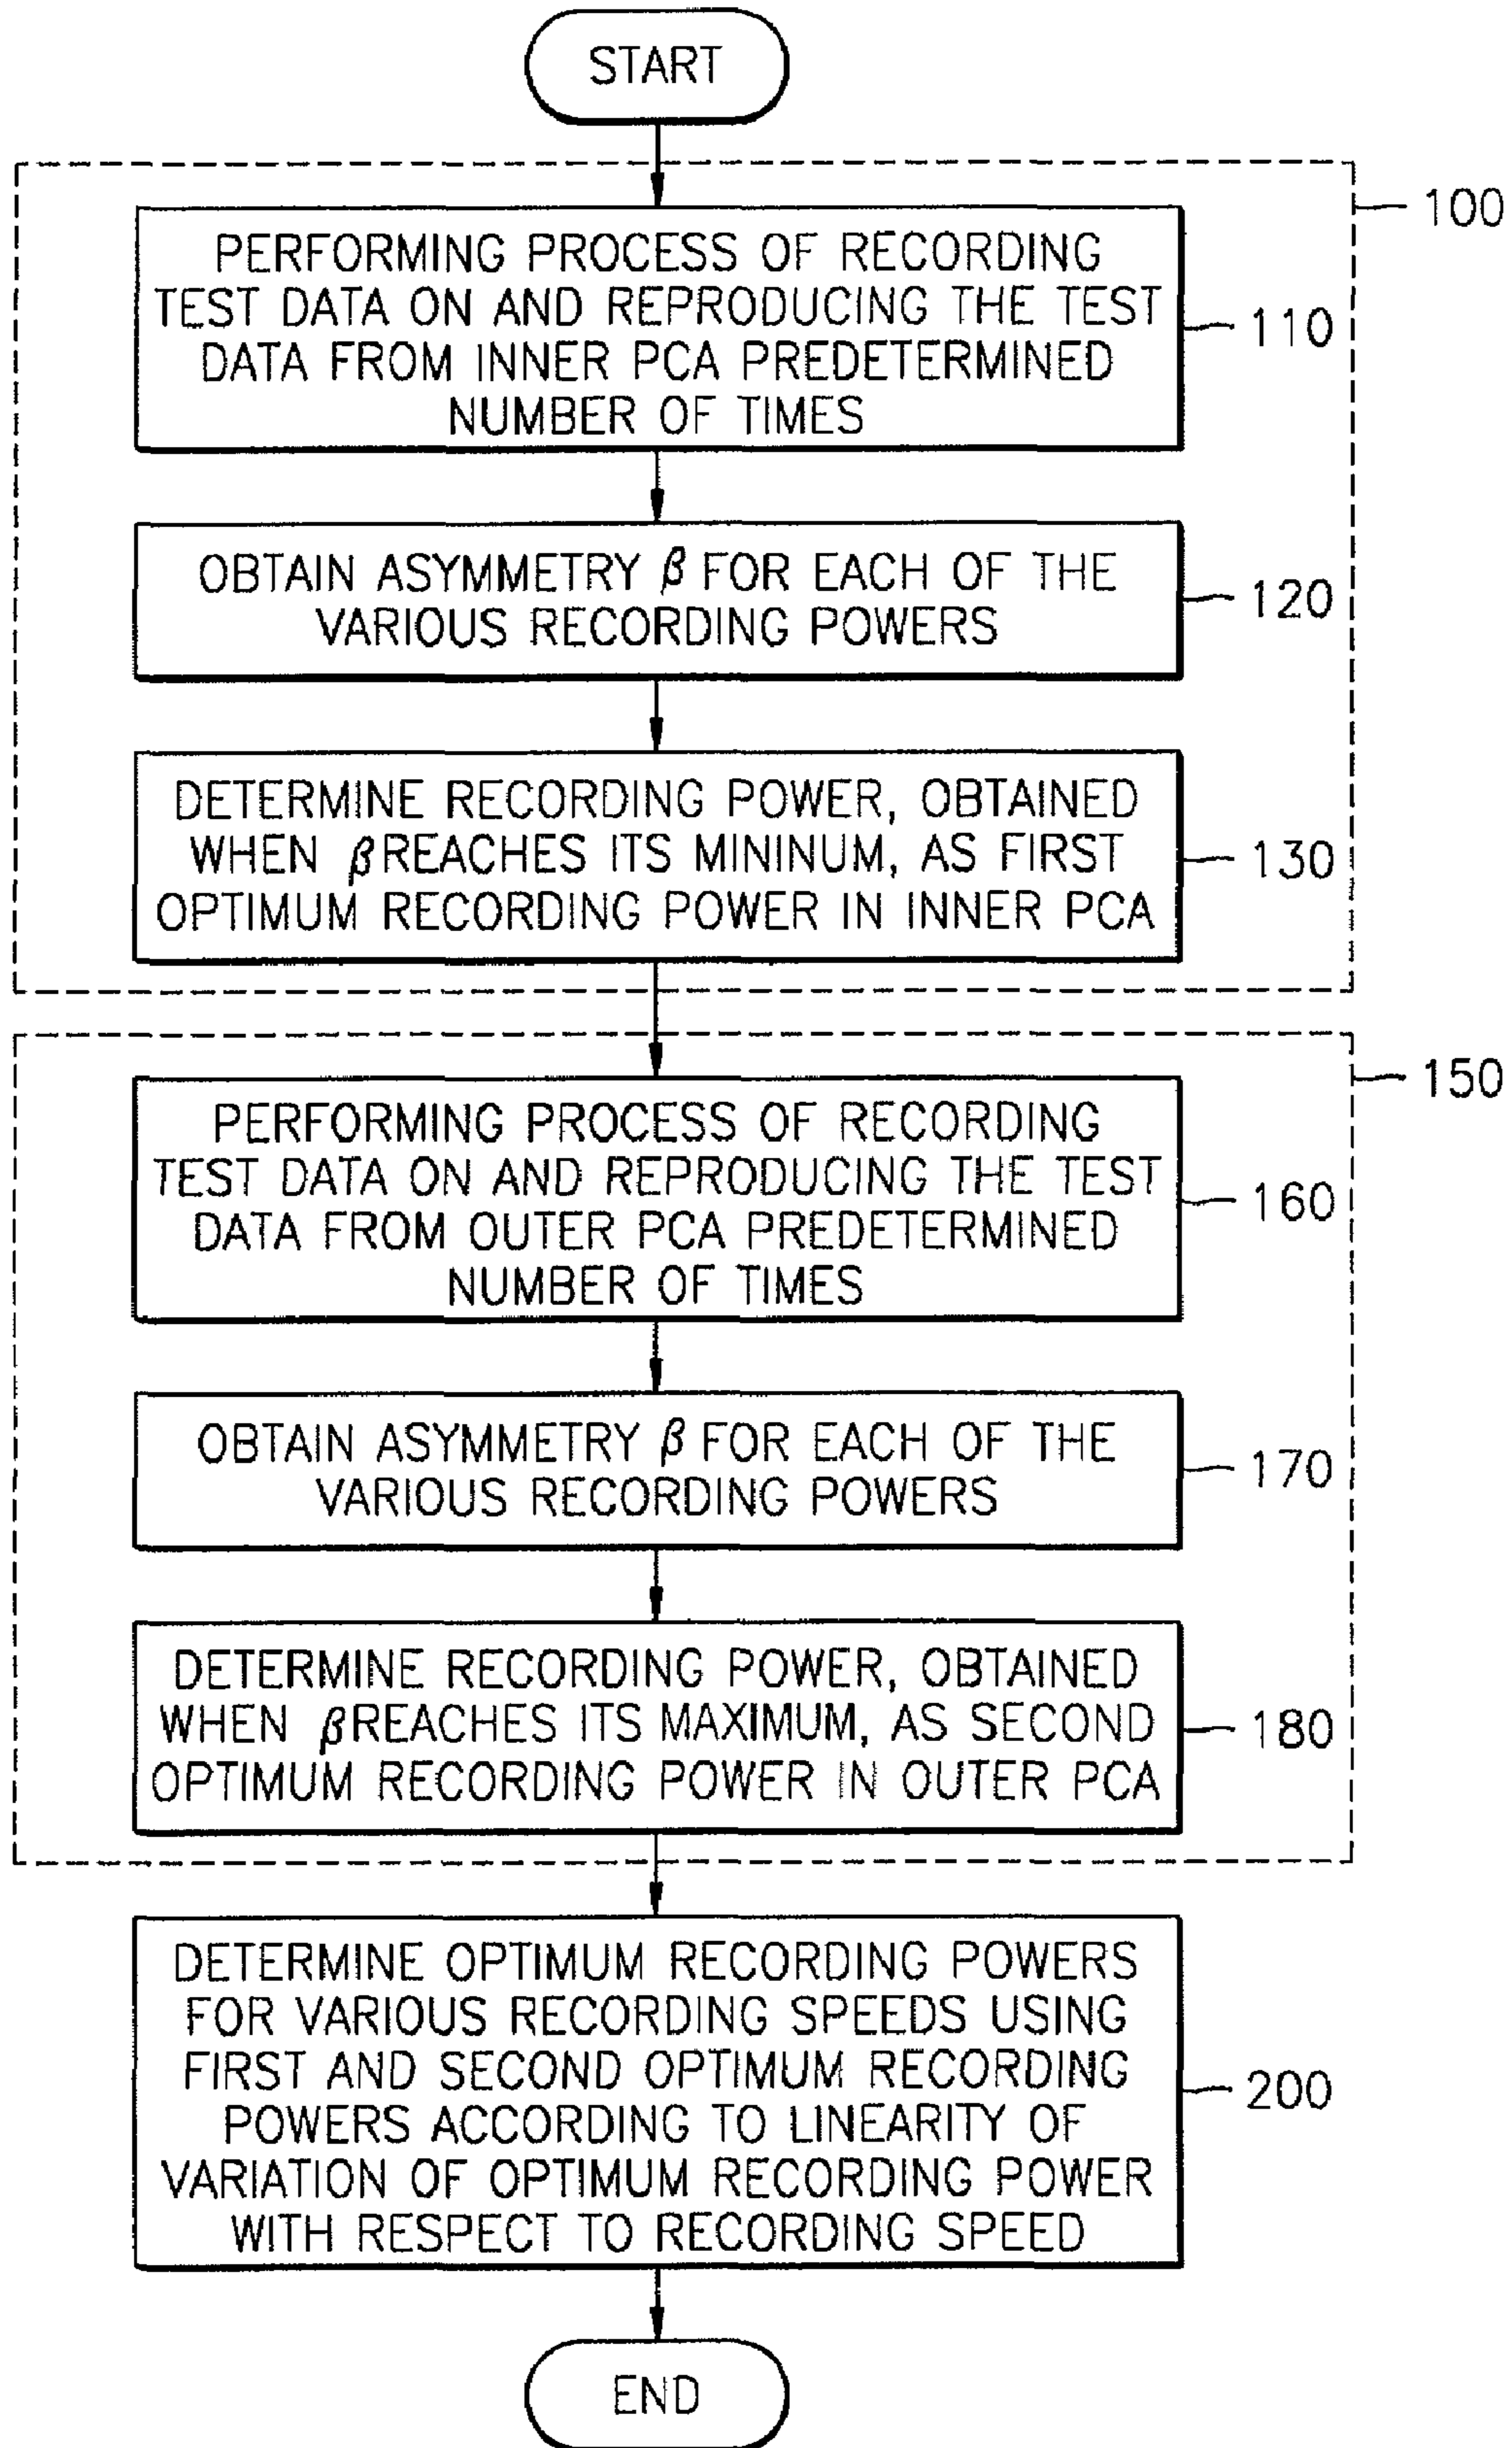 START
100
PERFORMING PROCESS OF RECORDING
TEST DATA ON AND REPRODUCING THE TEST
DATA FROM INNER PCA PREDETERMINED
NUMBER OF TIMES
110
OBTAIN ASYMMETRY β FOR EACH OF THE
VARIOUS RECORDING POWERS
120
DETERMINE RECORDING POWER, OBTAINED
WHEN β REACHES ITS MININUM, AS FIRST
OPTIMUM RECORDING POWER IN INNER PCA
130
150
PERFORMING PROCESS OF RECORDING
TEST DATA ON AND REPRODUCING THE TEST
DATA FROM OUTER PCA PREDETERMINED
NUMBER OF TIMES
160
OBTAIN ASYMMETRY β FOR EACH OF THE
VARIOUS RECORDING POWERS
170
DETERMINE RECORDING POWER, OBTAINED
WHEN β REACHES ITS MAXIMUM, AS SECOND
OPTIMUM RECORDING POWER IN OUTER PCA
180
DETERMINE OPTIMUM RECORDING POWERS
FOR VARIOUS RECORDING SPEEDS USING
FIRST AND SECOND OPTIMUM RECORDING
POWERS ACCORDING TO LINEARITY OF
VARIATION OF OPTIMUM RECORDING POWER
WITH RESPECT TO RECORDING SPEED
200
END